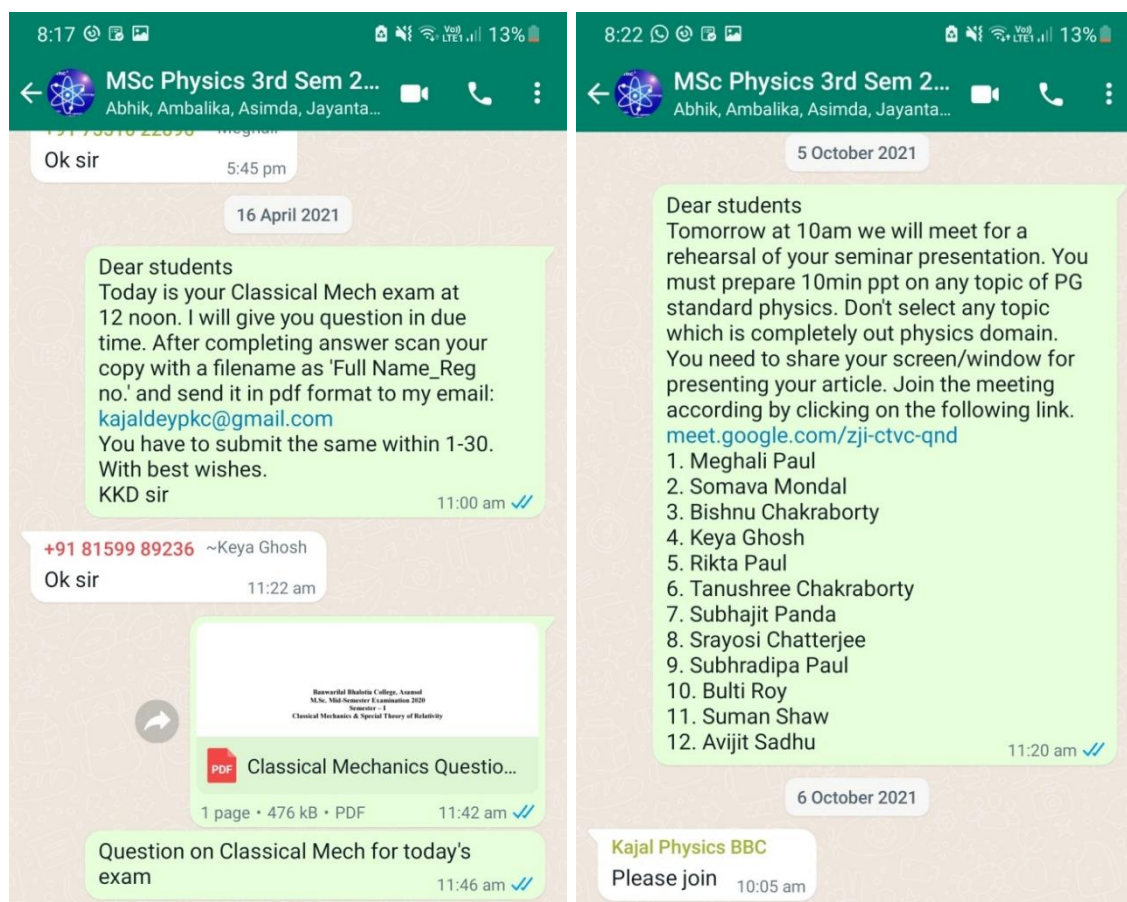 8:17
Vo)) LTE1 13%
MSc Physics 3rd Sem 2...
Abhik, Ambalika, Asimda, Jayanta...
Ok sir
5:45 pm
16 April 2021
Dear students
Today is your Classical Mech exam at
12 noon. I will give you question in due
time. After completing answer scan your
copy with a filename as 'Full Name_Reg
no.' and send it in pdf format to my email:
kajaldeypkc@gmail.com
You have to submit the same within 1-30.
With best wishes.
KKD sir
11:00 am
+91 81599 89236 ~Keya Ghosh
Ok sir
11:22 am
Banwarilal Bhalotia College, Asansol
M.Sc. Mid-Semester Examination 2020
Semester – I
Classical Mechanics & Special Theory of Relativity
PDF Classical Mechanics Questio...
1 page • 476 kB • PDF 11:42 am
Question on Classical Mech for today's
exam
11:46 am
8:22
Vo)) LTE1 13%
MSc Physics 3rd Sem 2...
Abhik, Ambalika, Asimda, Jayanta...
5 October 2021
Dear students
Tomorrow at 10am we will meet for a
rehearsal of your seminar presentation. You
must prepare 10min ppt on any topic of PG
standard physics. Don't select any topic
which is completely out physics domain.
You need to share your screen/window for
presenting your article. Join the meeting
according by clicking on the following link.
meet.google.com/zji-ctvc-qnd
1. Meghali Paul
2. Somava Mondal
3. Bishnu Chakraborty
4. Keya Ghosh
5. Rikta Paul
6. Tanushree Chakraborty
7. Subhajit Panda
8. Srayosi Chatterjee
9. Subhradipa Paul
10. Bulti Roy
11. Suman Shaw
12. Avijit Sadhu
11:20 am
6 October 2021
Kajal Physics BBC
Please join
10:05 am